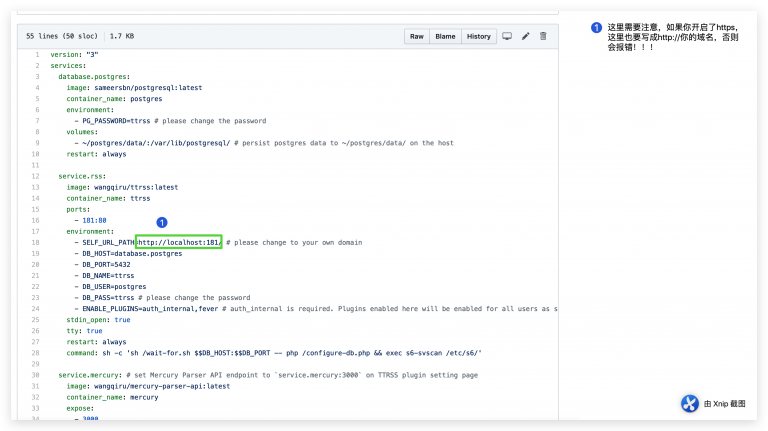 55 lines (50 sloc) 1.7 KB
Raw Blame History
1 version: "3"
2 services:
3 database.postgres:
4 image: sameersbn/postgresql:latest
5 container_name: postgres
6 environment:
7 - PG_PASSWORD=ttrss # please change the password
8 volumes:
9 - ~/postgres/data/:/var/lib/postgresql/ # persist postgres data to ~/postgres/data/ on the host
10 restart: always
11
12 service.rss:
13 image: wangqiru/ttrss:latest
14 container_name: ttrss
15 ports:
16 - 181:80
1
17 environment:
18 - SELF_URL_PATH=http://localhost:181/ # please change to your own domain
19 - DB_HOST=database.postgres
20 - DB_PORT=5432
21 - DB_NAME=ttrss
22 - DB_USER=postgres
23 - DB_PASS=ttrss # please change the password
24 - ENABLE_PLUGINS=auth_internal,fever # auth_internal is required. Plugins enabled here will be enabled for all users as s
25 stdin_open: true
26 tty: true
27 restart: always
28 command: sh -c 'sh /wait-for.sh $$DB_HOST:$$DB_PORT -- php /configure-db.php && exec s6-svscan /etc/s6/'
29
30 service.mercury: # set Mercury Parser API endpoint to `service.mercury:3000` on TTRSS plugin setting page
31 image: wangqiru/mercury-parser-api:latest
32 container_name: mercury
33 expose:
34 - 3000
1 这里需要注意，如果你开启了https，
这里也要写成http://你的域名，否则
会报错！！！
由 Xnip 截图